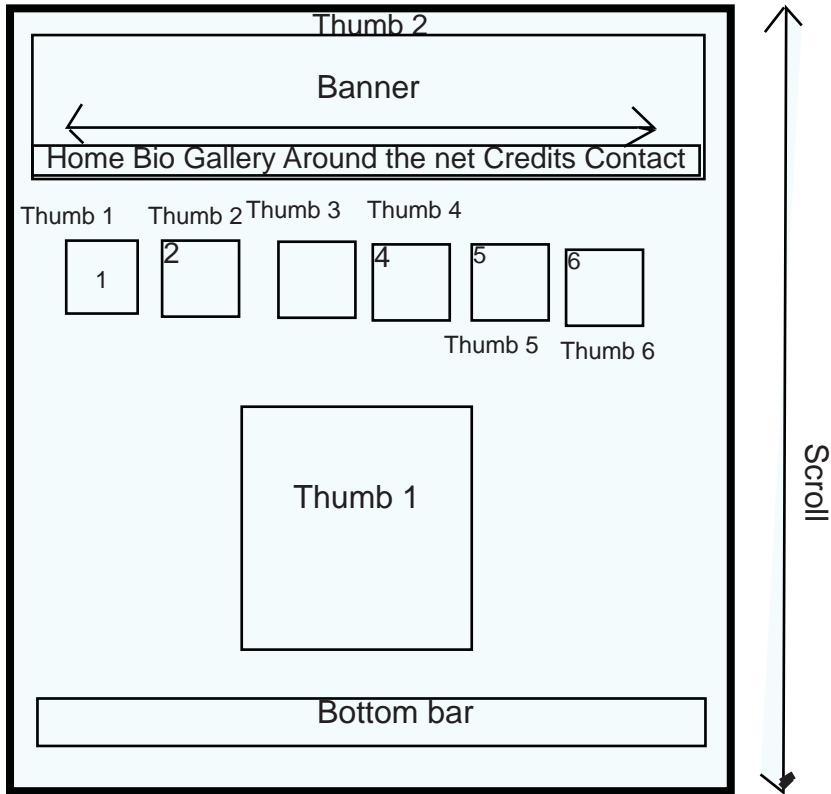 Thumb 2
Banner
Home Bio Gallery Around the net Credits Contact
Thumb 1 Thumb 2 Thumb 3 Thumb 4
1 2 4 5 6
Thumb 5 Thumb 6
Thumb 1
Scroll
Bottom bar